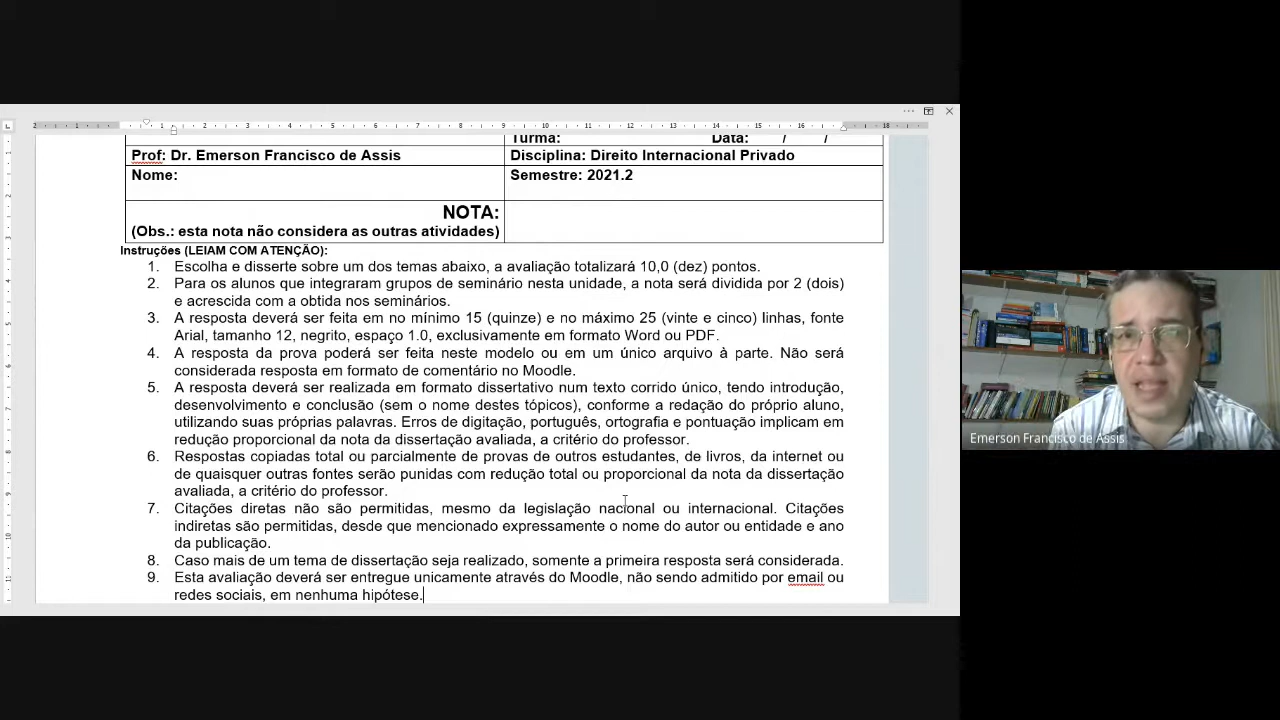 Turma: Data: / /
Prof: Dr. Emerson Francisco de Assis Disciplina: Direito Internacional Privado
Nome: Semestre: 2021.2
NOTA:
(Obs.: esta nota não considera as outras atividades)
Instruções (LEIAM COM ATENÇÃO):
1. Escolha e disserte sobre um dos temas abaixo, a avaliação totalizará 10,0 (dez) pontos.
2. Para os alunos que integraram grupos de seminário nesta unidade, a nota será dividida por 2 (dois)
e acrescida com a obtida nos seminários.
3. A resposta deverá ser feita em no mínimo 15 (quinze) e no máximo 25 (vinte e cinco) linhas, fonte
Arial, tamanho 12, negrito, espaço 1.0, exclusivamente em formato Word ou PDF.
4. A resposta da prova poderá ser feita neste modelo ou em um único arquivo à parte. Não será
considerada resposta em formato de comentário no Moodle.
5. A resposta deverá ser realizada em formato dissertativo num texto corrido único, tendo introdução,
desenvolvimento e conclusão (sem o nome destes tópicos), conforme a redação do próprio aluno,
utilizando suas próprias palavras. Erros de digitação, português, ortografia e pontuação implicam em
redução proporcional da nota da dissertação avaliada, a critério do professor.
6. Respostas copiadas total ou parcialmente de provas de outros estudantes, de livros, da internet ou
de quaisquer outras fontes serão punidas com redução total ou proporcional da nota da dissertação
avaliada, a critério do professor.
7. Citações diretas não são permitidas, mesmo da legislação nacional ou internacional. Citações
indiretas são permitidas, desde que mencionado expressamente o nome do autor ou entidade e ano
da publicação.
8. Caso mais de um tema de dissertação seja realizado, somente a primeira resposta será considerada.
9. Esta avaliação deverá ser entregue unicamente através do Moodle, não sendo admitido por email ou
redes sociais, em nenhuma hipótese.
Emerson Francisco de Assis